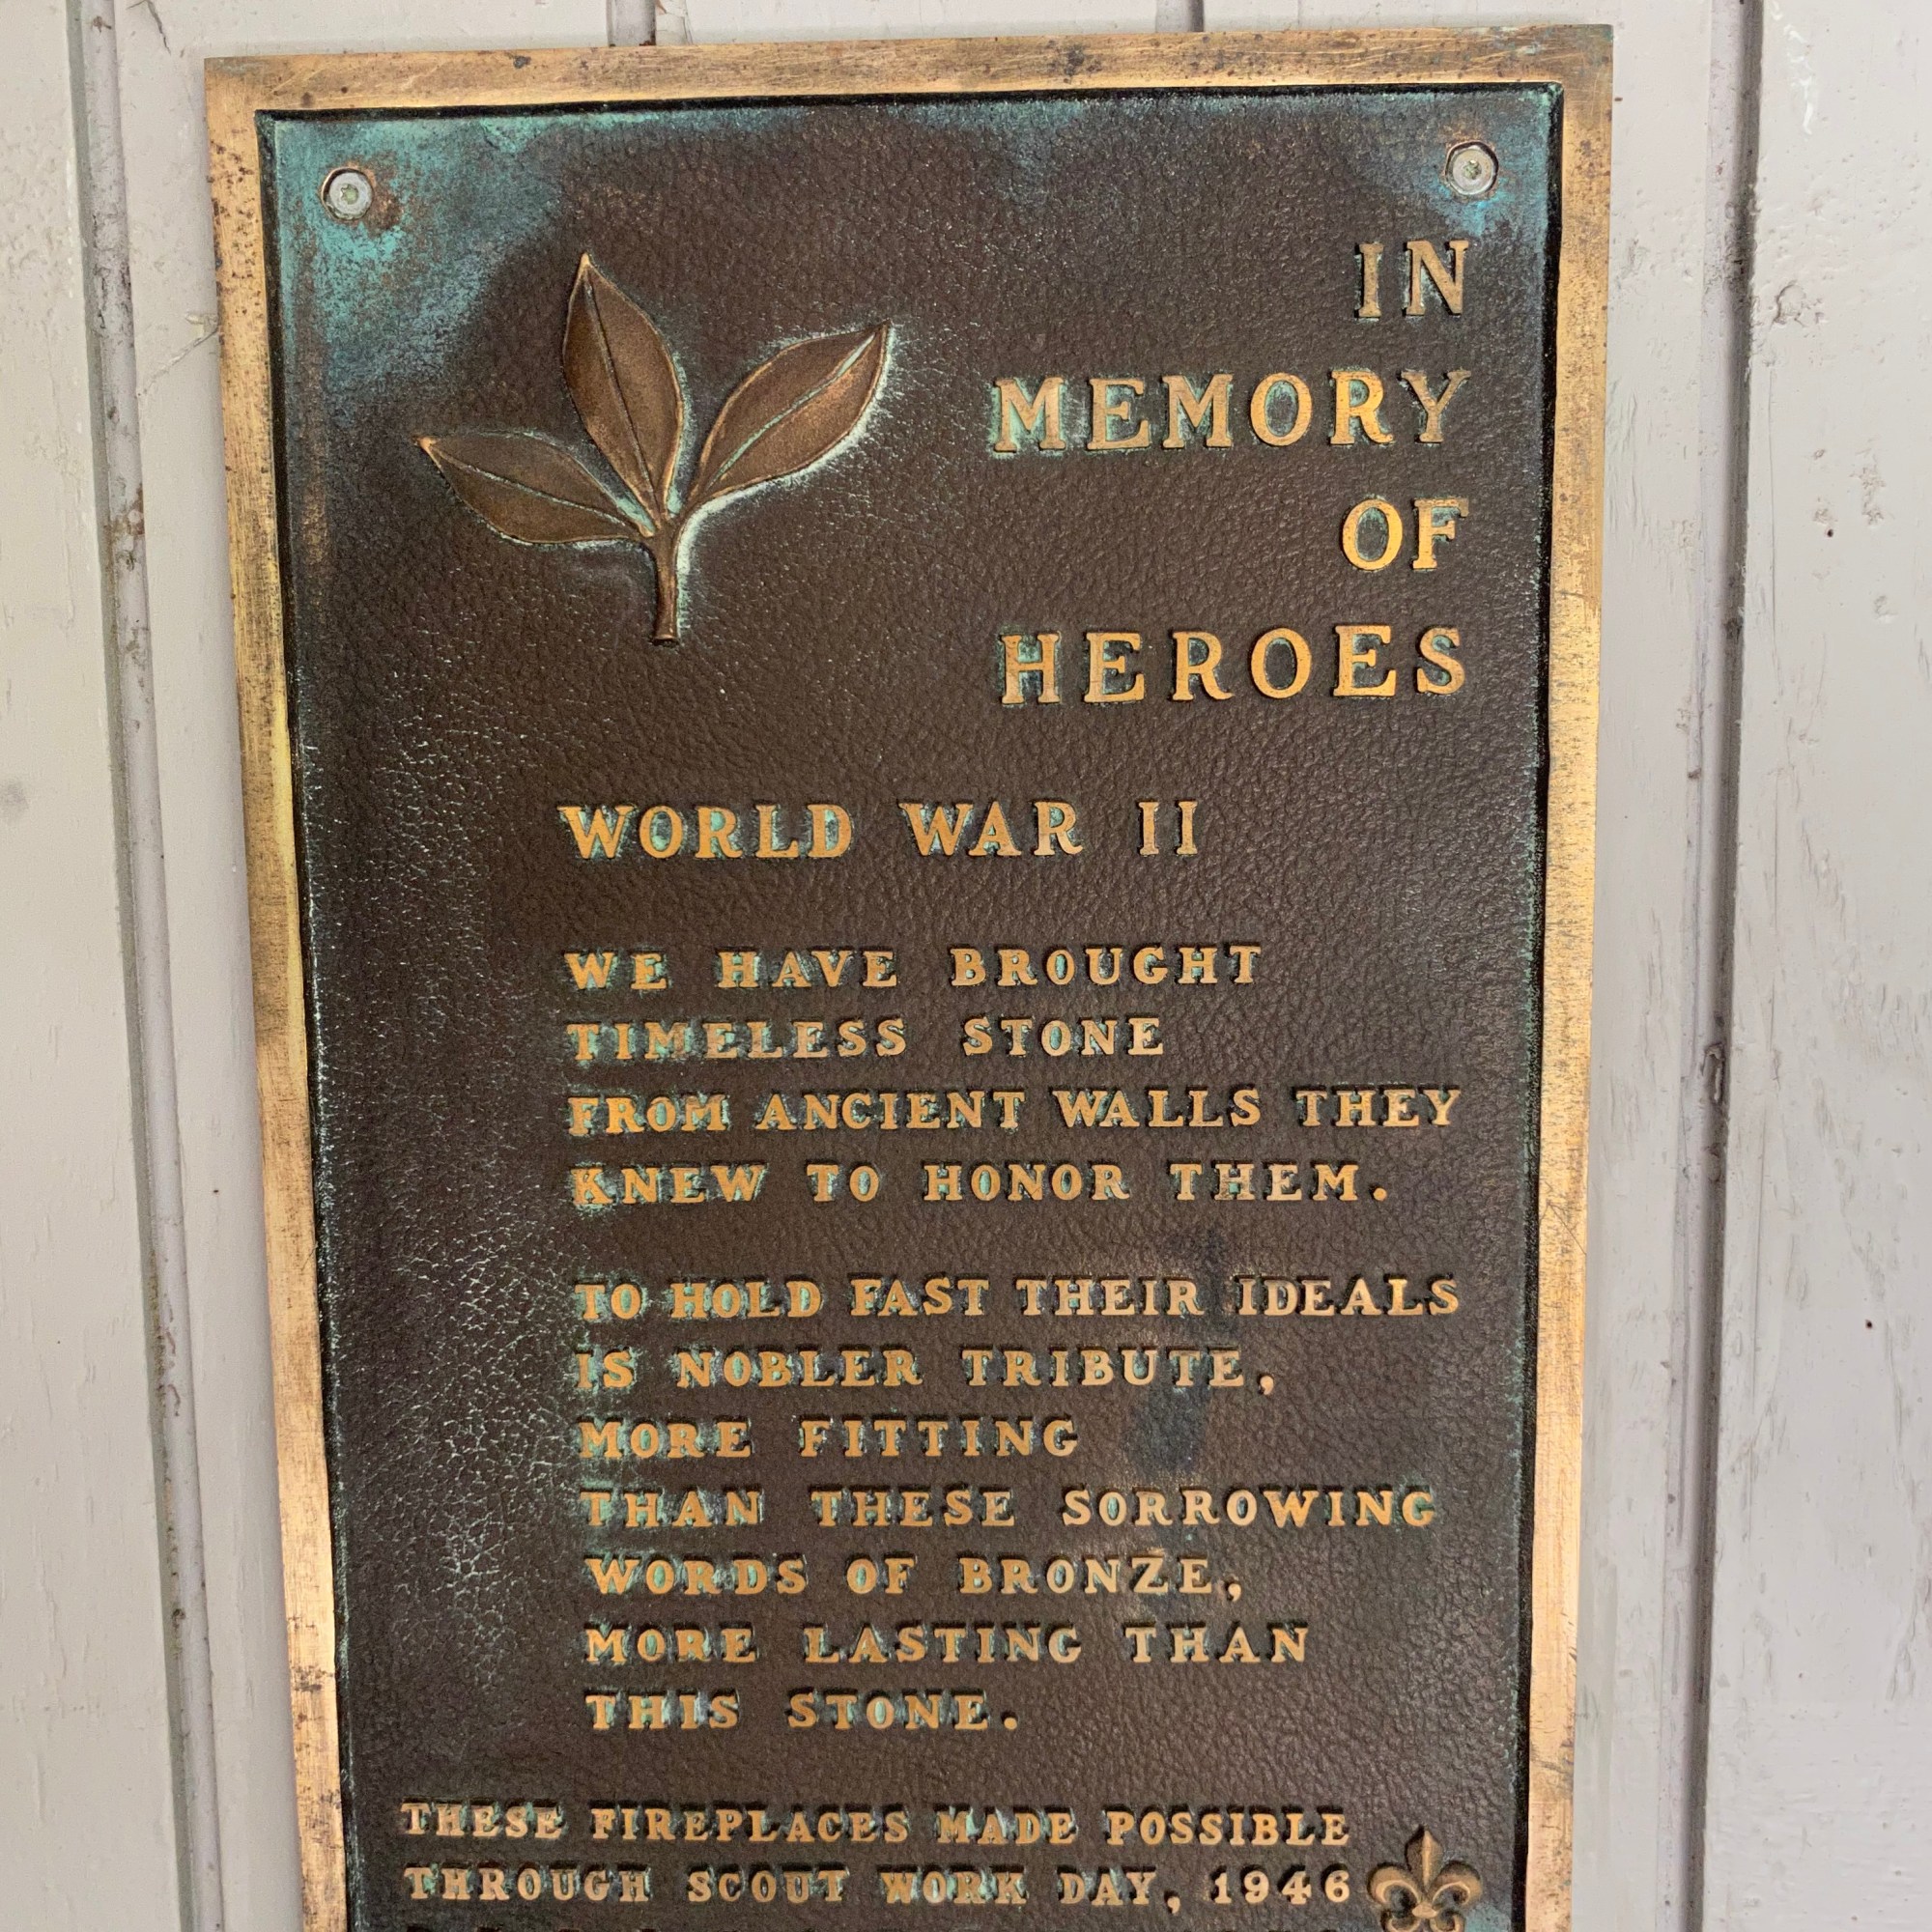 IN
MEMORY
OF
HEROES
WORLD WAR II
WE HAVE BROUGHT
TIMELESS STONE
FROM ANCIENT WALLS THEY
KNEW TO HONOR THEM.
TO HOLD FAST THEIR IDEALS
IS NOBLER TRIBUTE,
MORE FITTING
THAN THESE SORROWING
WORDS OF BRONZE,
MORE LASTING THAN
THIS STONE.
THESE FIREPLACES MADE POSSIBLE
THROUGH SCOUT WORK DAY, 1946